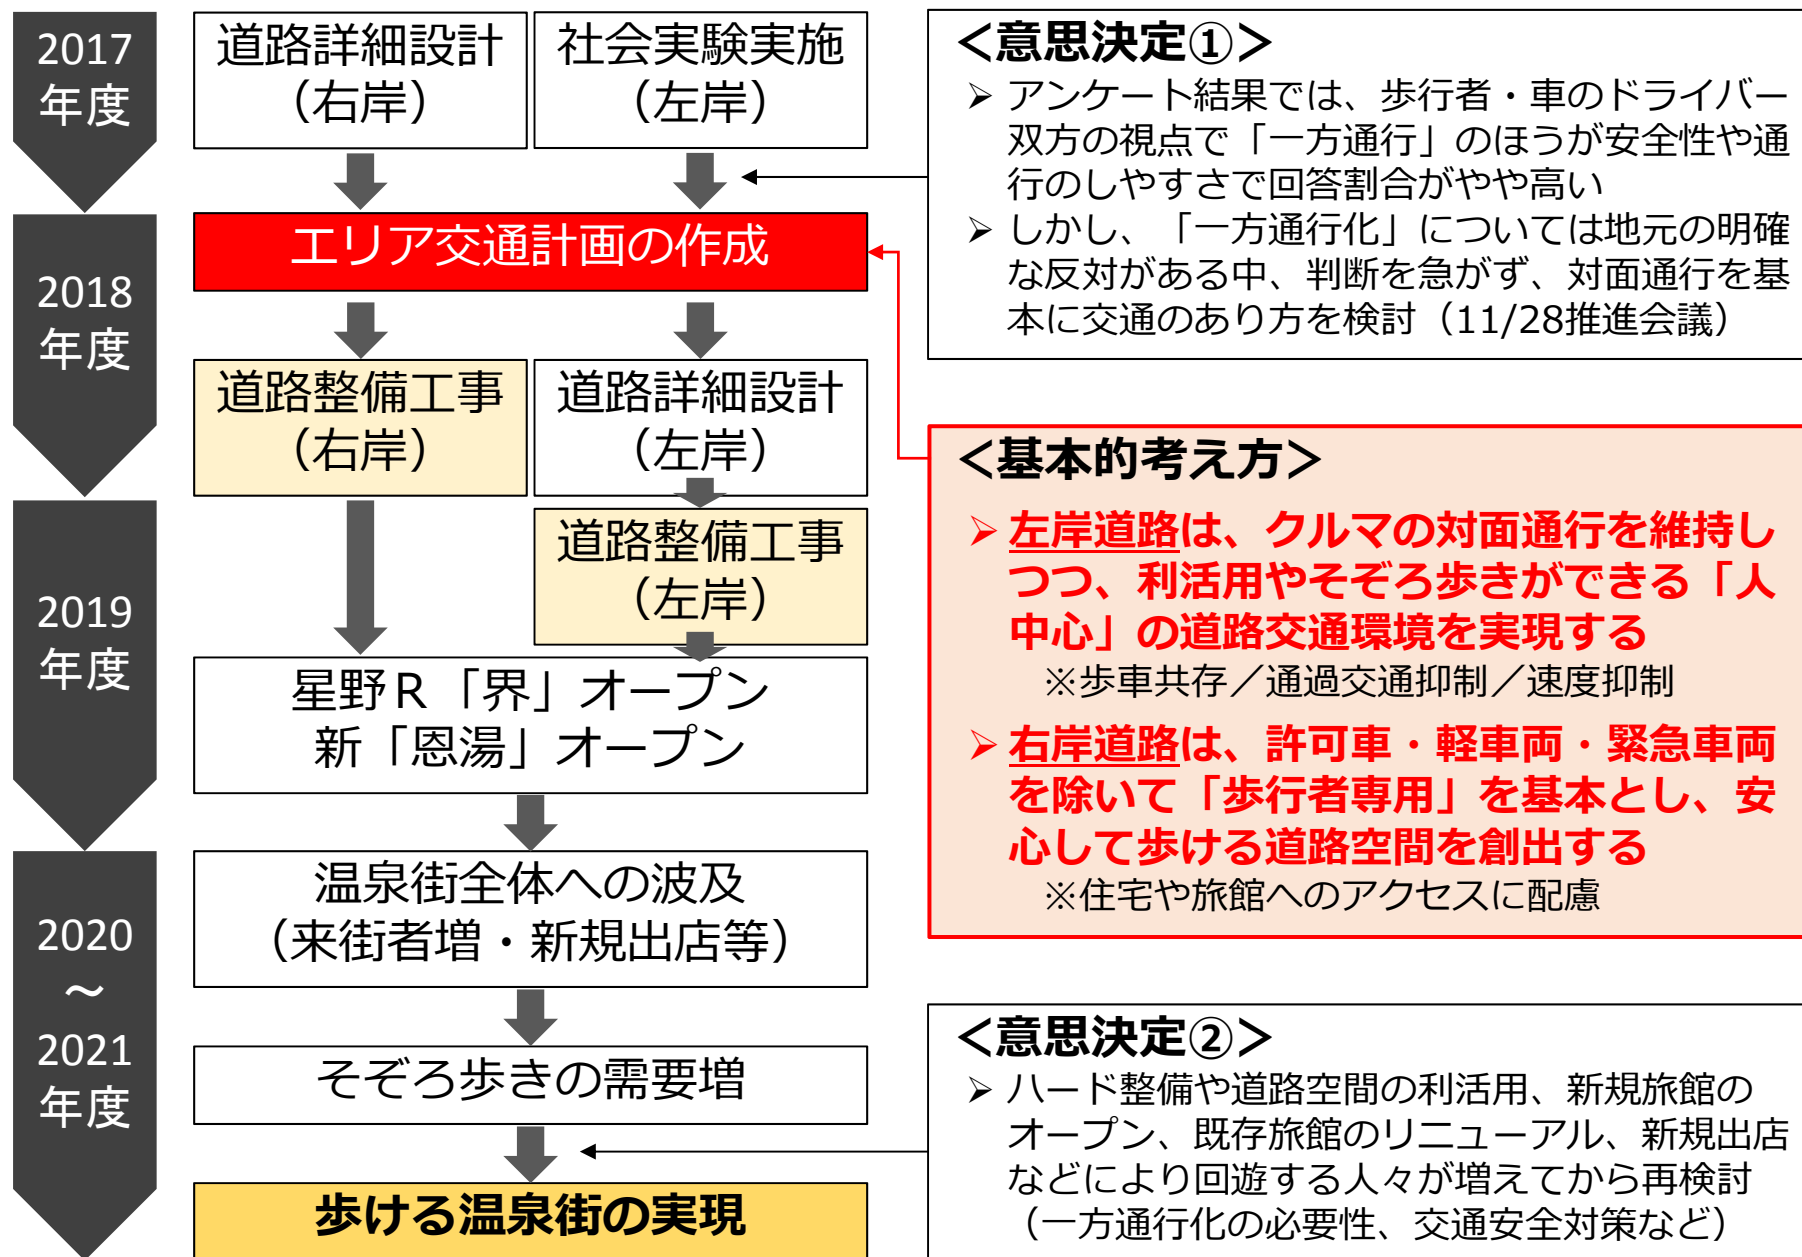 2017
年度
道路詳細設計
（右岸）
社会実験実施
（左岸）
エリア交通計画の作成
2018
年度
道路整備工事
（右岸）
道路詳細設計
（左岸）
道路整備工事
（左岸）
2019
年度
星野Ｒ「界」オープン
新「恩湯」オープン
温泉街全体への波及
（来街者増・新規出店等）
2020
～
2021
年度
そぞろ歩きの需要増
歩ける温泉街の実現
＜意思決定①＞
➢ アンケート結果では、歩行者・車のドライバー
双方の視点で「一方通行」のほうが安全性や通
行のしやすさで回答割合がやや高い
➢ しかし、「一方通行化」については地元の明確
な反対がある中、判断を急がず、対面通行を基
本に交通のあり方を検討（11/28推進会議）
＜基本的考え方＞
➢ 左岸道路は、クルマの対面通行を維持し
つつ、利活用やそぞろ歩きができる「人
中心」の道路交通環境を実現する
※歩車共存／通過交通抑制／速度抑制
➢ 右岸道路は、許可車・軽車両・緊急車両
を除いて「歩行者専用」を基本とし、安
心して歩ける道路空間を創出する
※住宅や旅館へのアクセスに配慮
＜意思決定②＞
➢ ハード整備や道路空間の利活用、新規旅館の
オープン、既存旅館のリニューアル、新規出店
などにより回遊する人々が増えてから再検討
（一方通行化の必要性、交通安全対策など）